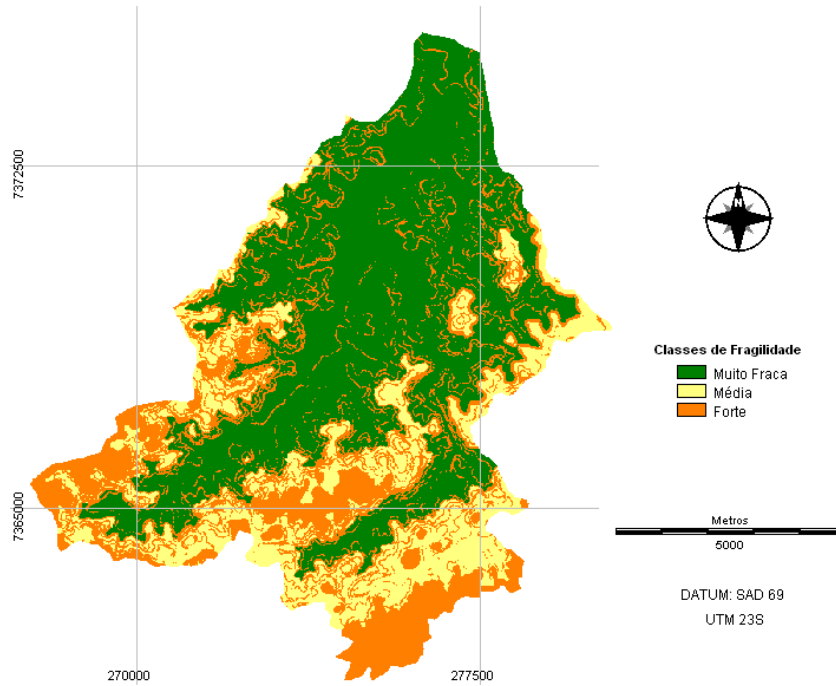 7372500
7365000
270000
277500
N
Classes de Fragilidade
Muito Fraca
Média
Forte
Metros
5000
DATUM: SAD 69
UTM 23S